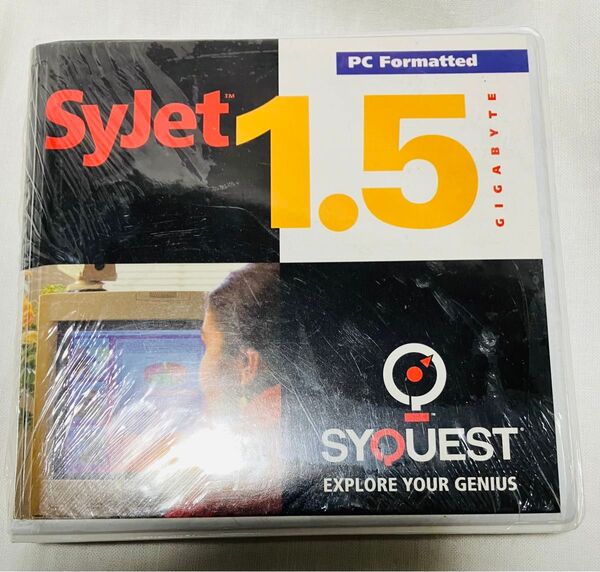 PC Formatted
SyJet™ 1.5
GIGABYTE
SYQUEST®
EXPLORE YOUR GENIUS